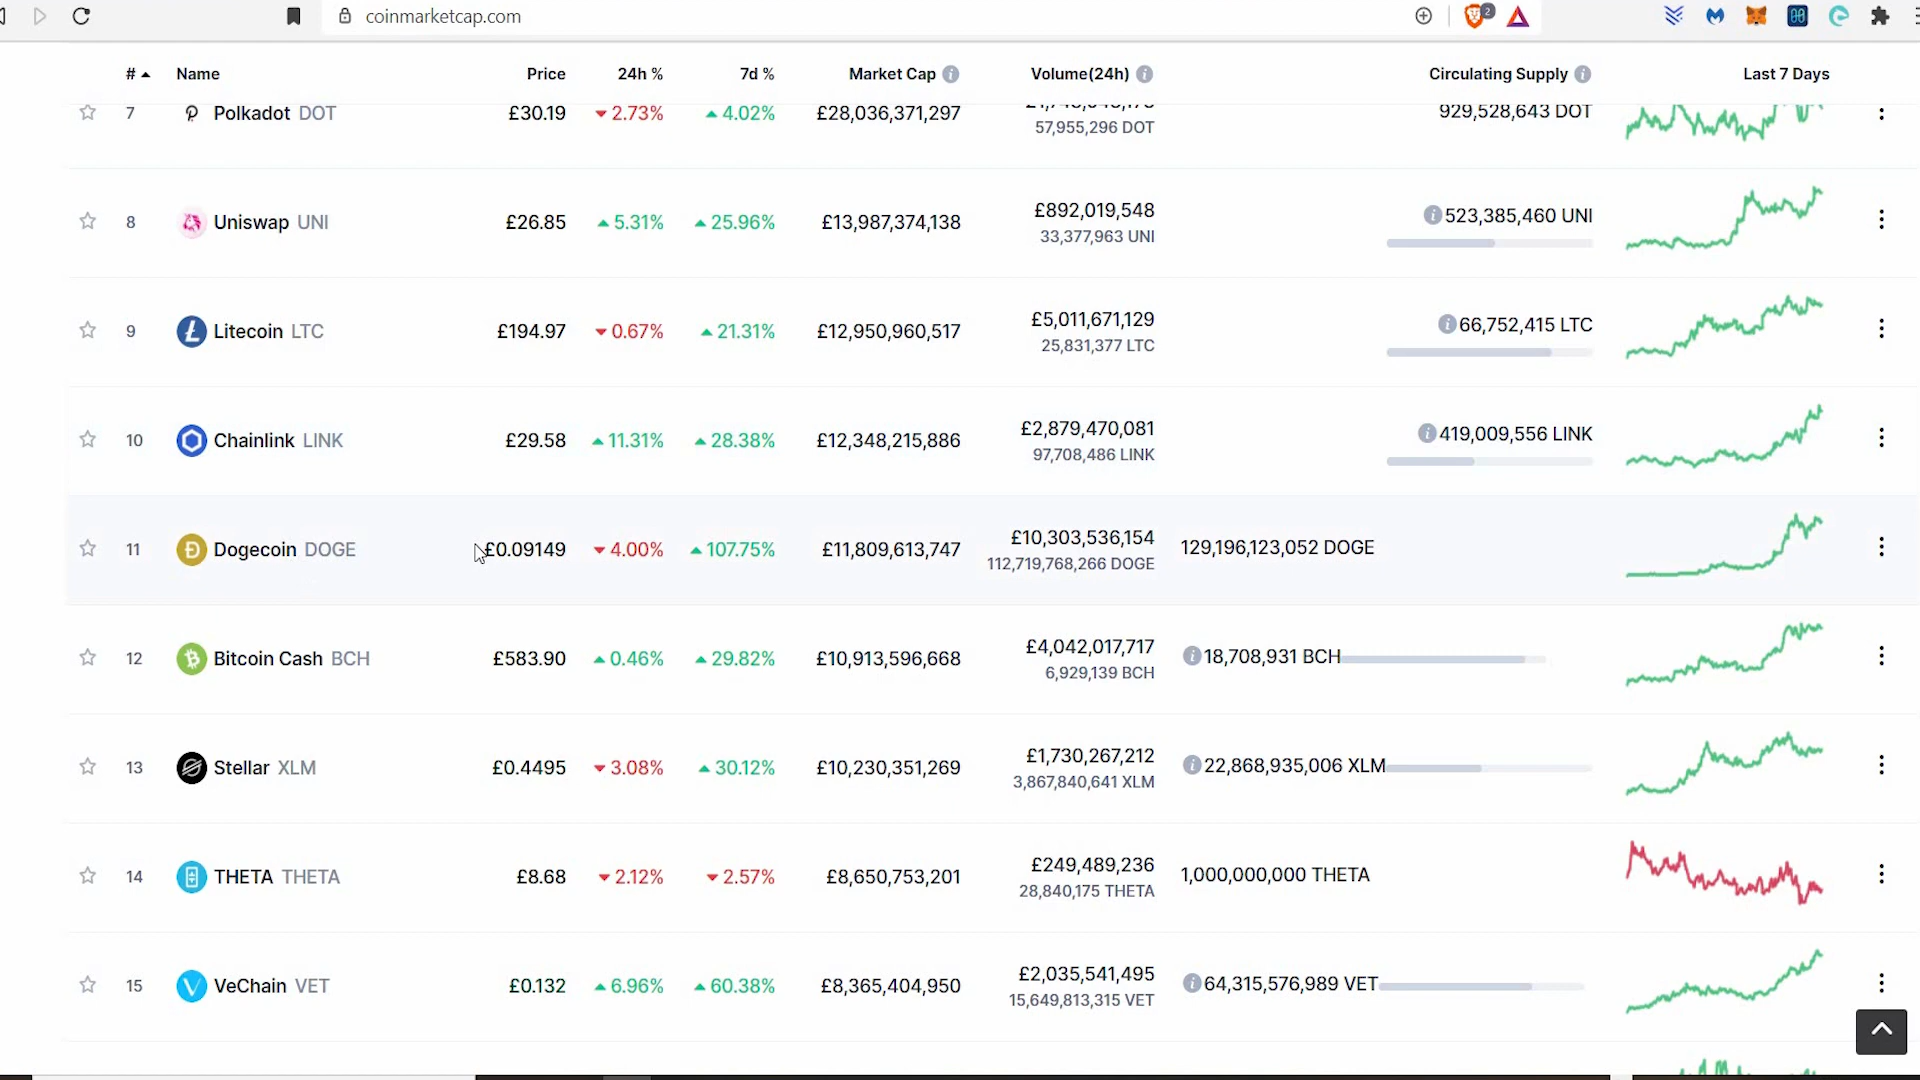 coinmarketcap.com
2
# Name Price 24h % 7d % Market Cap Volume(24h) Circulating Supply Last 7 Days
7 Polkadot DOT £30.19 2.73% 4.02% £28,036,371,297 929,528,643 DOT
57,955,296 DOT
8 Uniswap UNI £26.85 5.31% 25.96% £13,987,374,138 £892,019,548 523,385,460 UNI
33,377,963 UNI
9 Litecoin LTC £194.97 0.67% 21.31% £12,950,960,517 £5,011,671,129 66,752,415 LTC
25,831,377 LTC
10 Chainlink LINK £29.58 11.31% 28.38% £12,348,215,886 £2,879,470,081 419,009,556 LINK
97,708,486 LINK
11 Dogecoin DOGE £0.09149 4.00% 107.75% £11,809,613,747 £10,303,536,154 129,196,123,052 DOGE
112,719,768,266 DOGE
12 Bitcoin Cash BCH £583.90 0.46% 29.82% £10,913,596,668 £4,042,017,717 18,708,931 BCH
6,929,139 BCH
13 Stellar XLM £0.4495 3.08% 30.12% £10,230,351,269 £1,730,267,212 22,868,935,006 XLM
3,867,840,641 XLM
14 THETA THETA £8.68 2.12% 2.57% £8,650,753,201 £249,489,236 1,000,000,000 THETA
28,840,175 THETA
15 VeChain VET £0.132 6.96% 60.38% £8,365,404,950 £2,035,541,495 64,315,576,989 VET
15,649,813,315 VET